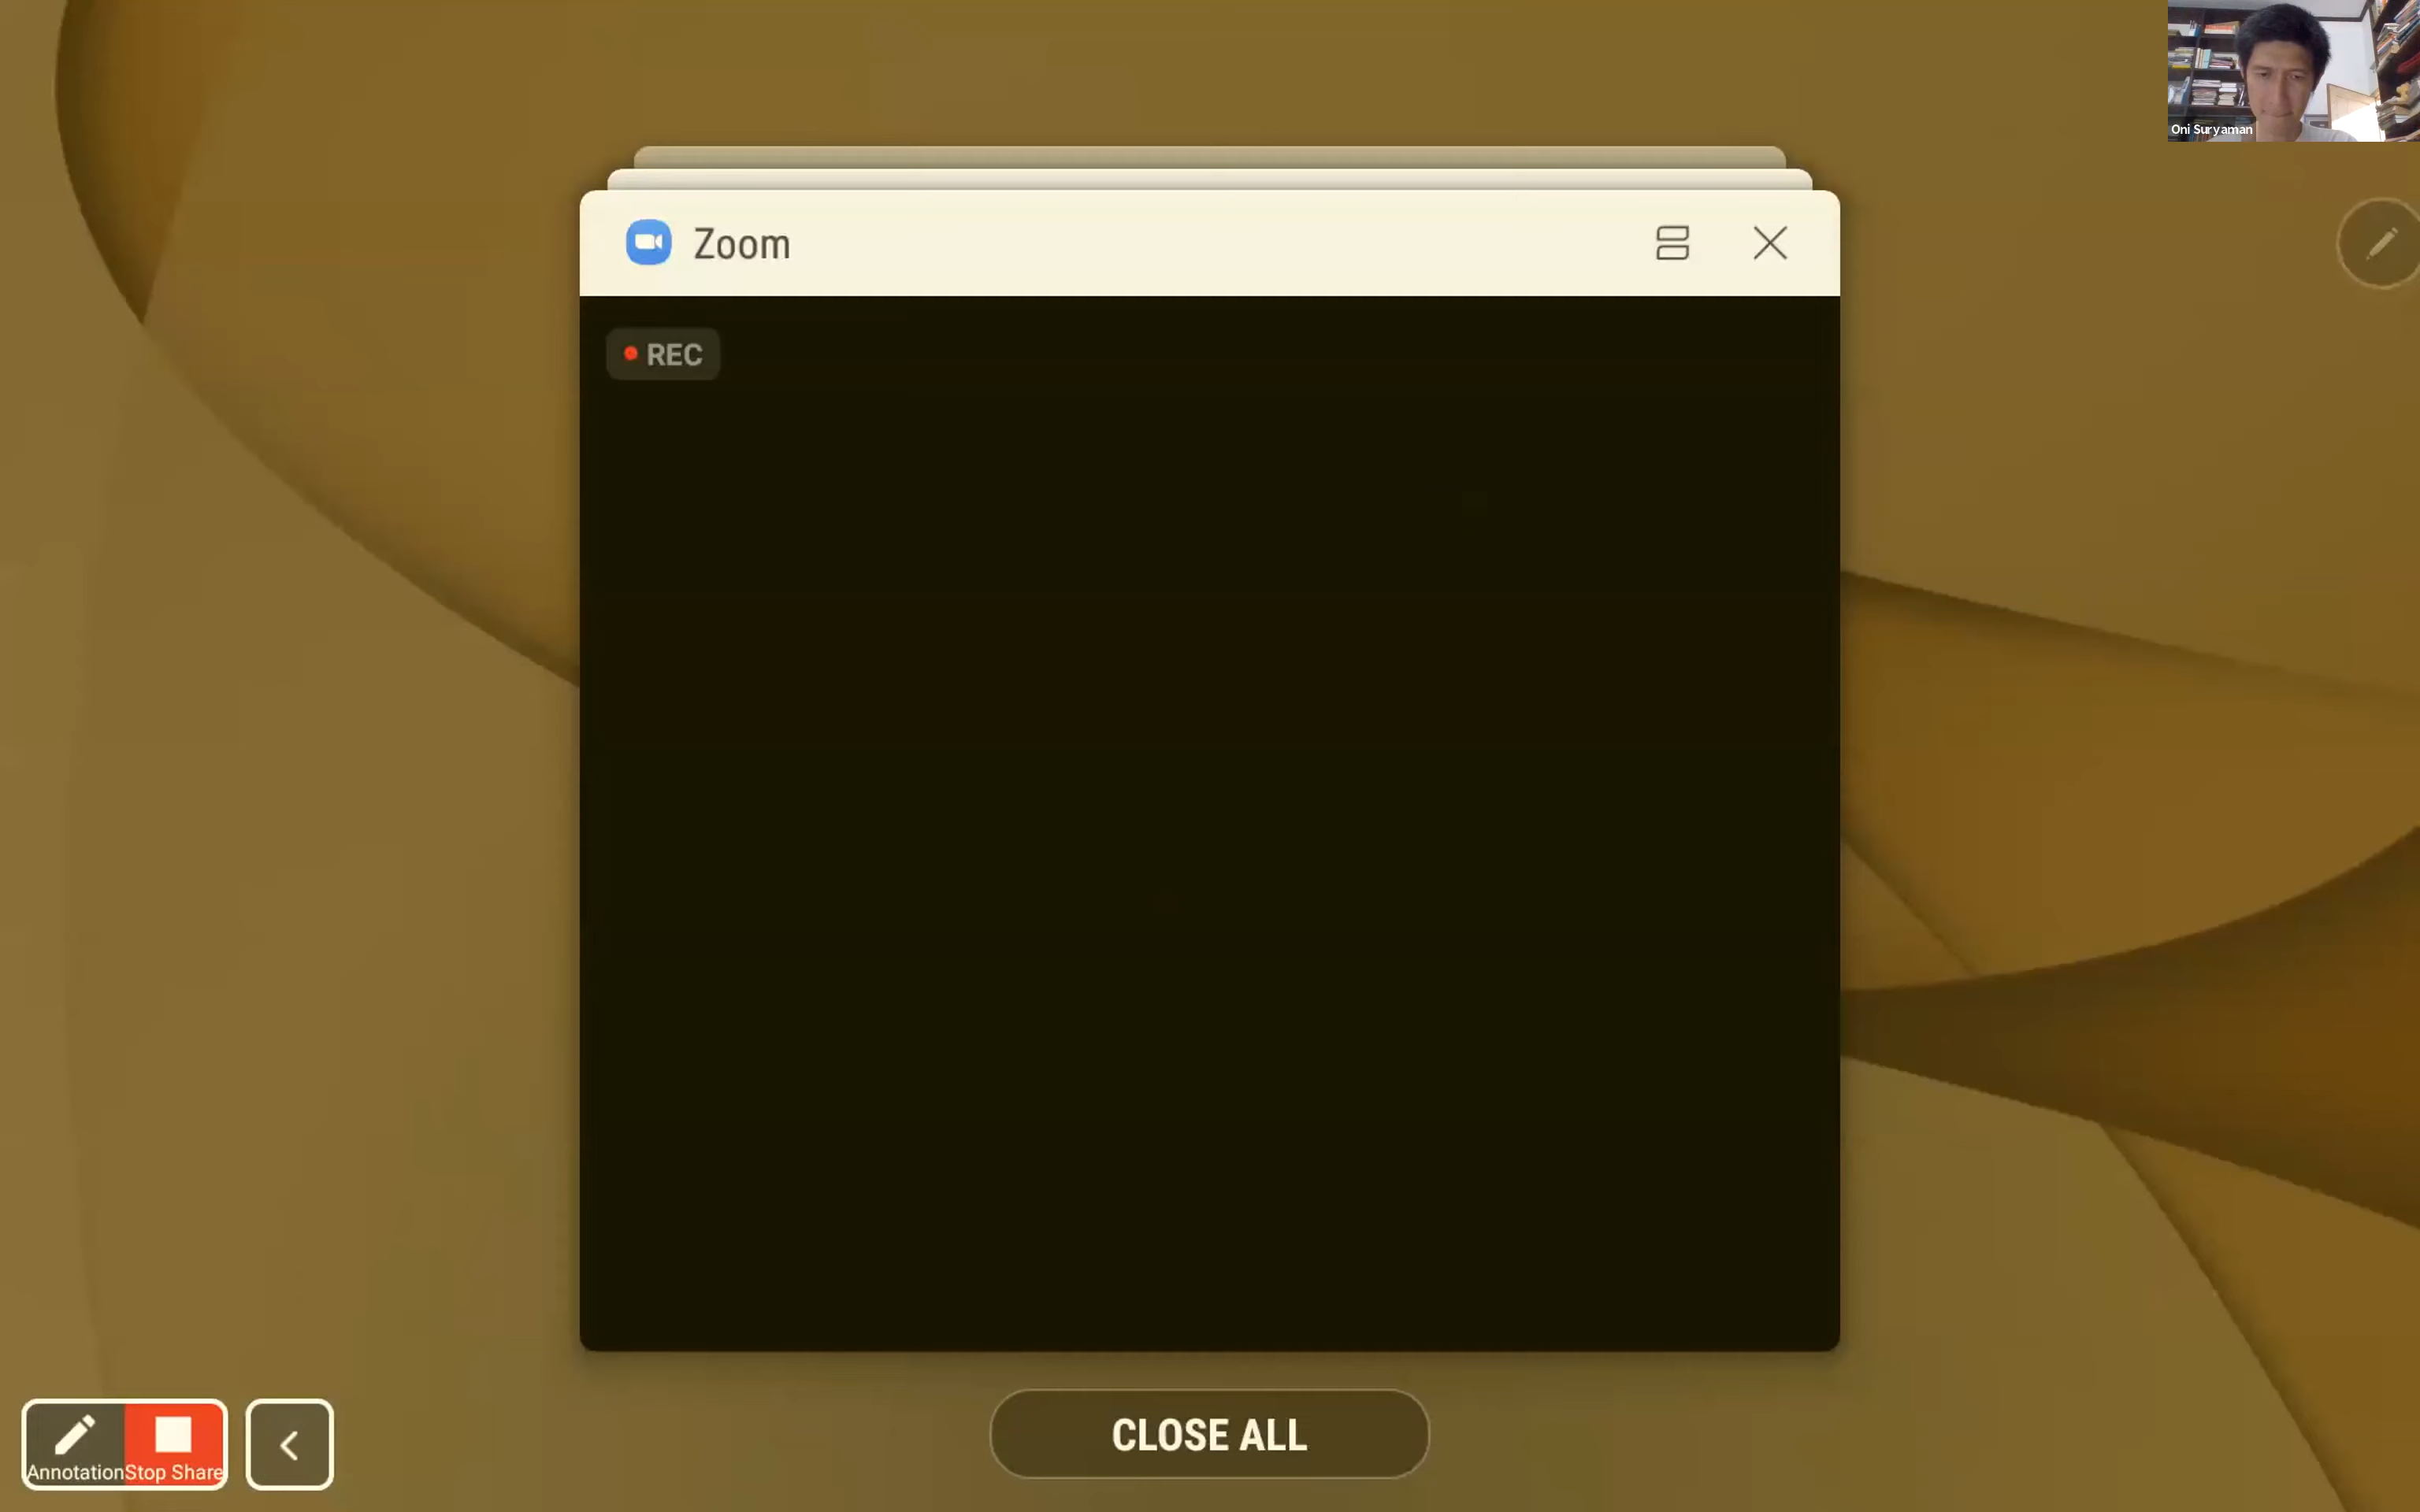 Oni Suryaman
Zoom
REC
CLOSE ALL
Annotation
Stop Share